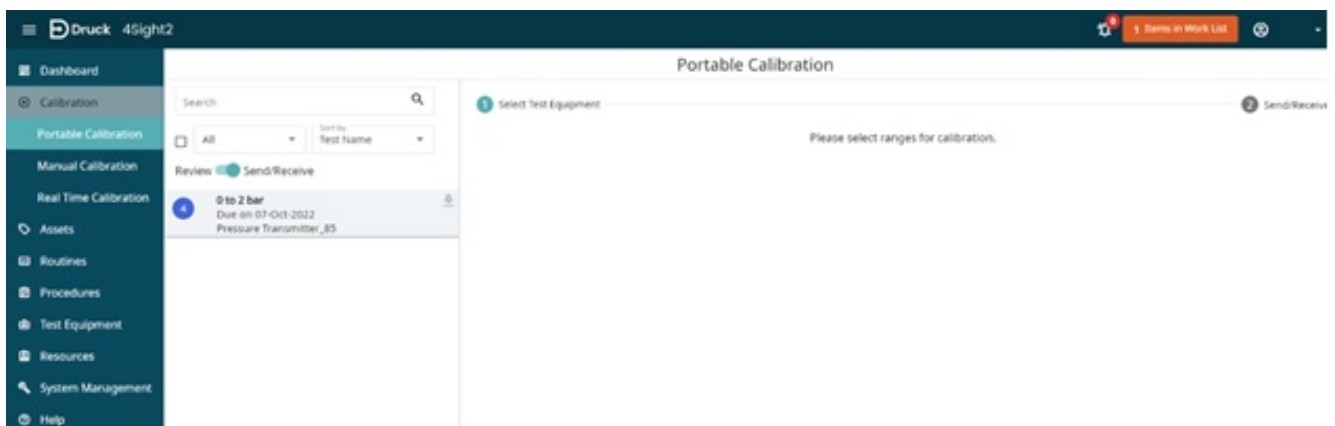 Druck 4Sight2
1 Items in Work List
Dashboard
Calibration
Portable Calibration
Manual Calibration
Real Time Calibration
Assets
Routines
Procedures
Test Equipment
Resources
System Management
Help
Portable Calibration
Search
All
Sort by
Test Name
Review
Send/Receive
4
0 to 2 bar
Due on 07-Oct-2022
Pressure Transmitter_85
1 Select Test Equipment
2 Send/Receive
Please select ranges for calibration.